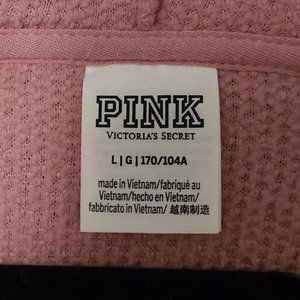 PINK
VICTORIA'S SECRET
L | G | 170/104A
made in Vietnam/fabriqué au
Vietnam/hecho en Vietnam/
fabbricato in Vietnam/ 越南制造